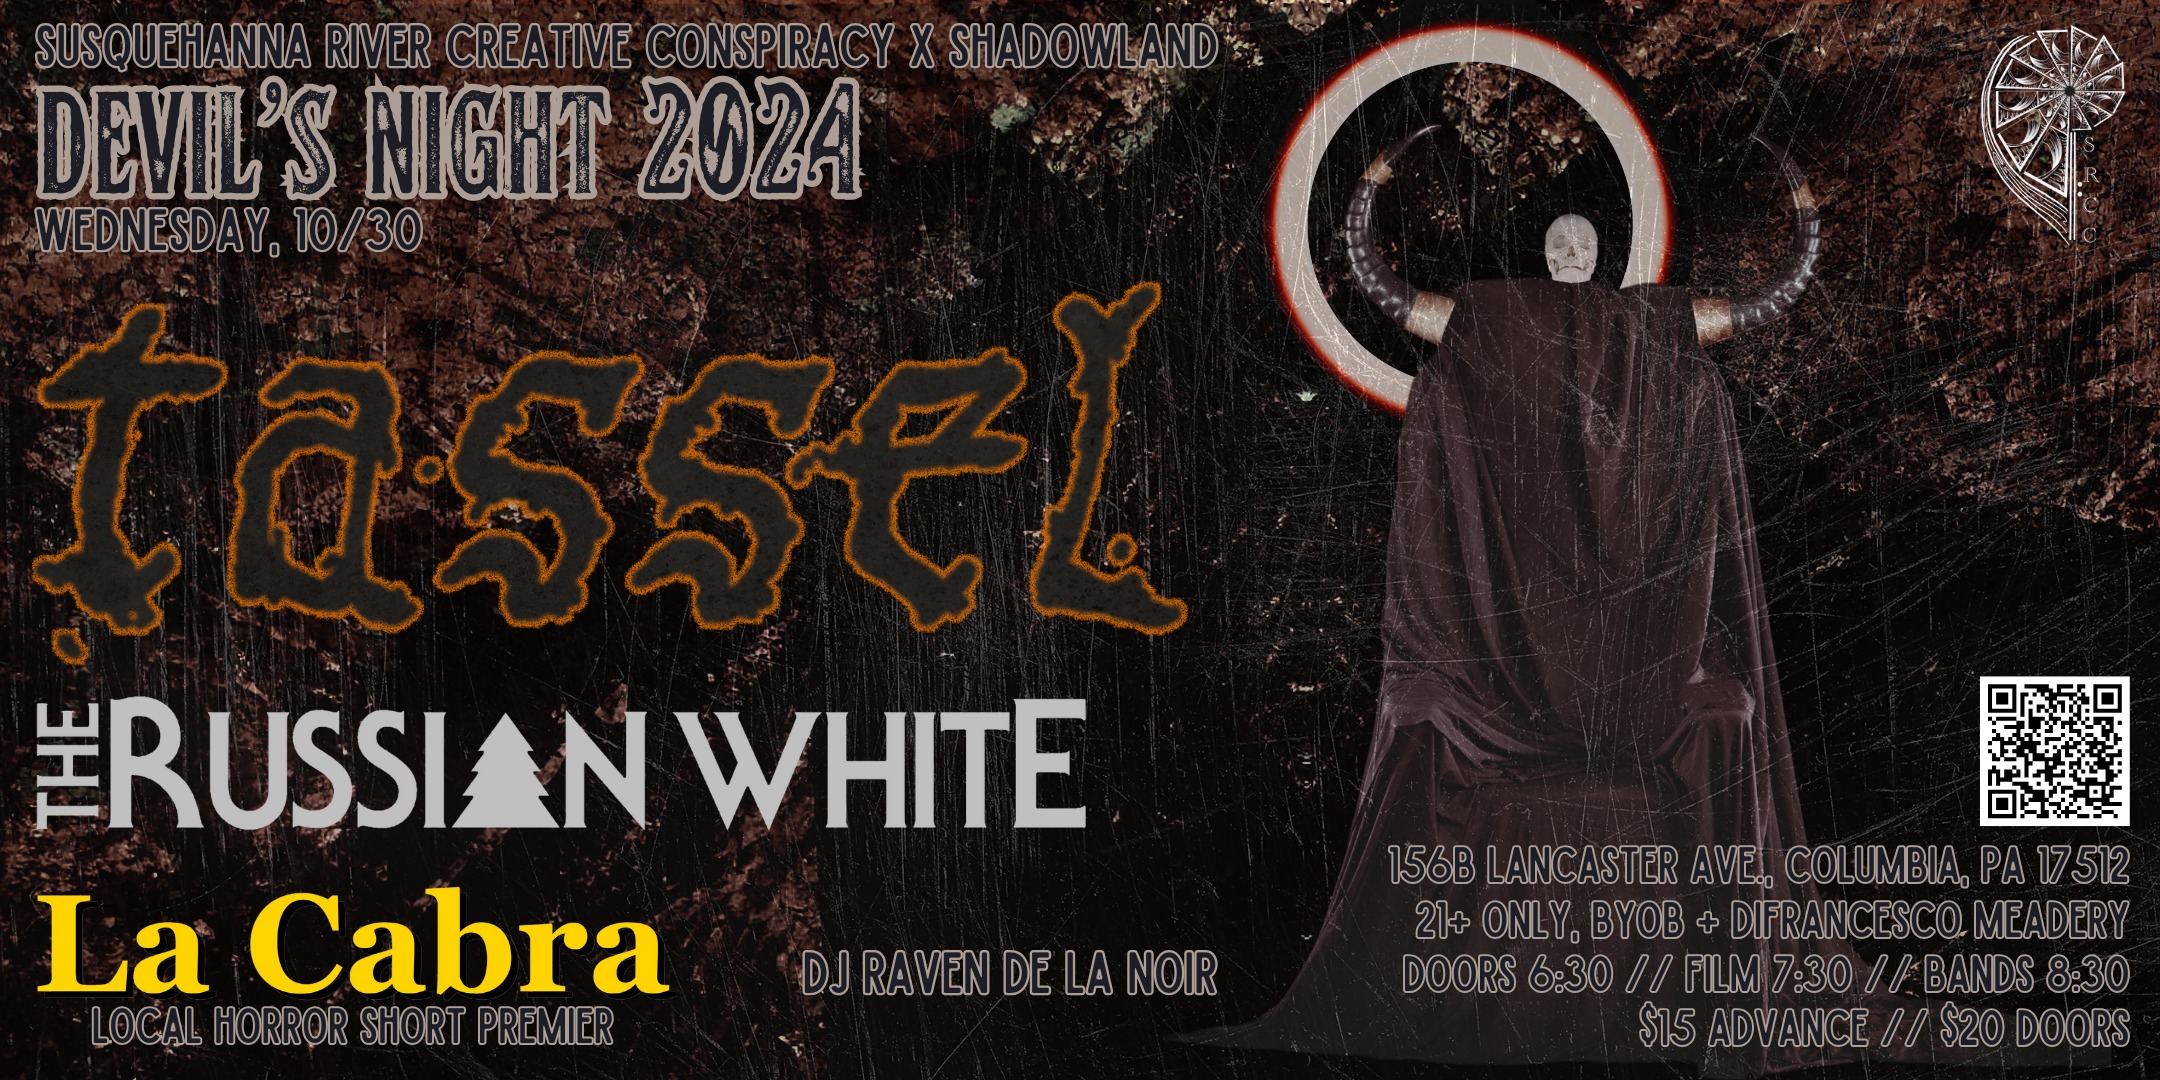 SUSQUEHANNA RIVER CREATIVE CONSPIRACY X SHADOWLAND
DEVIL'S NIGHT 2024
WEDNESDAY, 10/30
SRCC
tassel
THE RUSSIAN WHITE
La Cabra
LOCAL HORROR SHORT PREMIER
DJ RAVEN DE LA NOIR
156B LANCASTER AVE., COLUMBIA, PA 17512
21+ ONLY, BYOB + DIFRANCESCO MEADERY
DOORS 6:30 // FILM 7:30 // BANDS 8:30
$15 ADVANCE // $20 DOORS